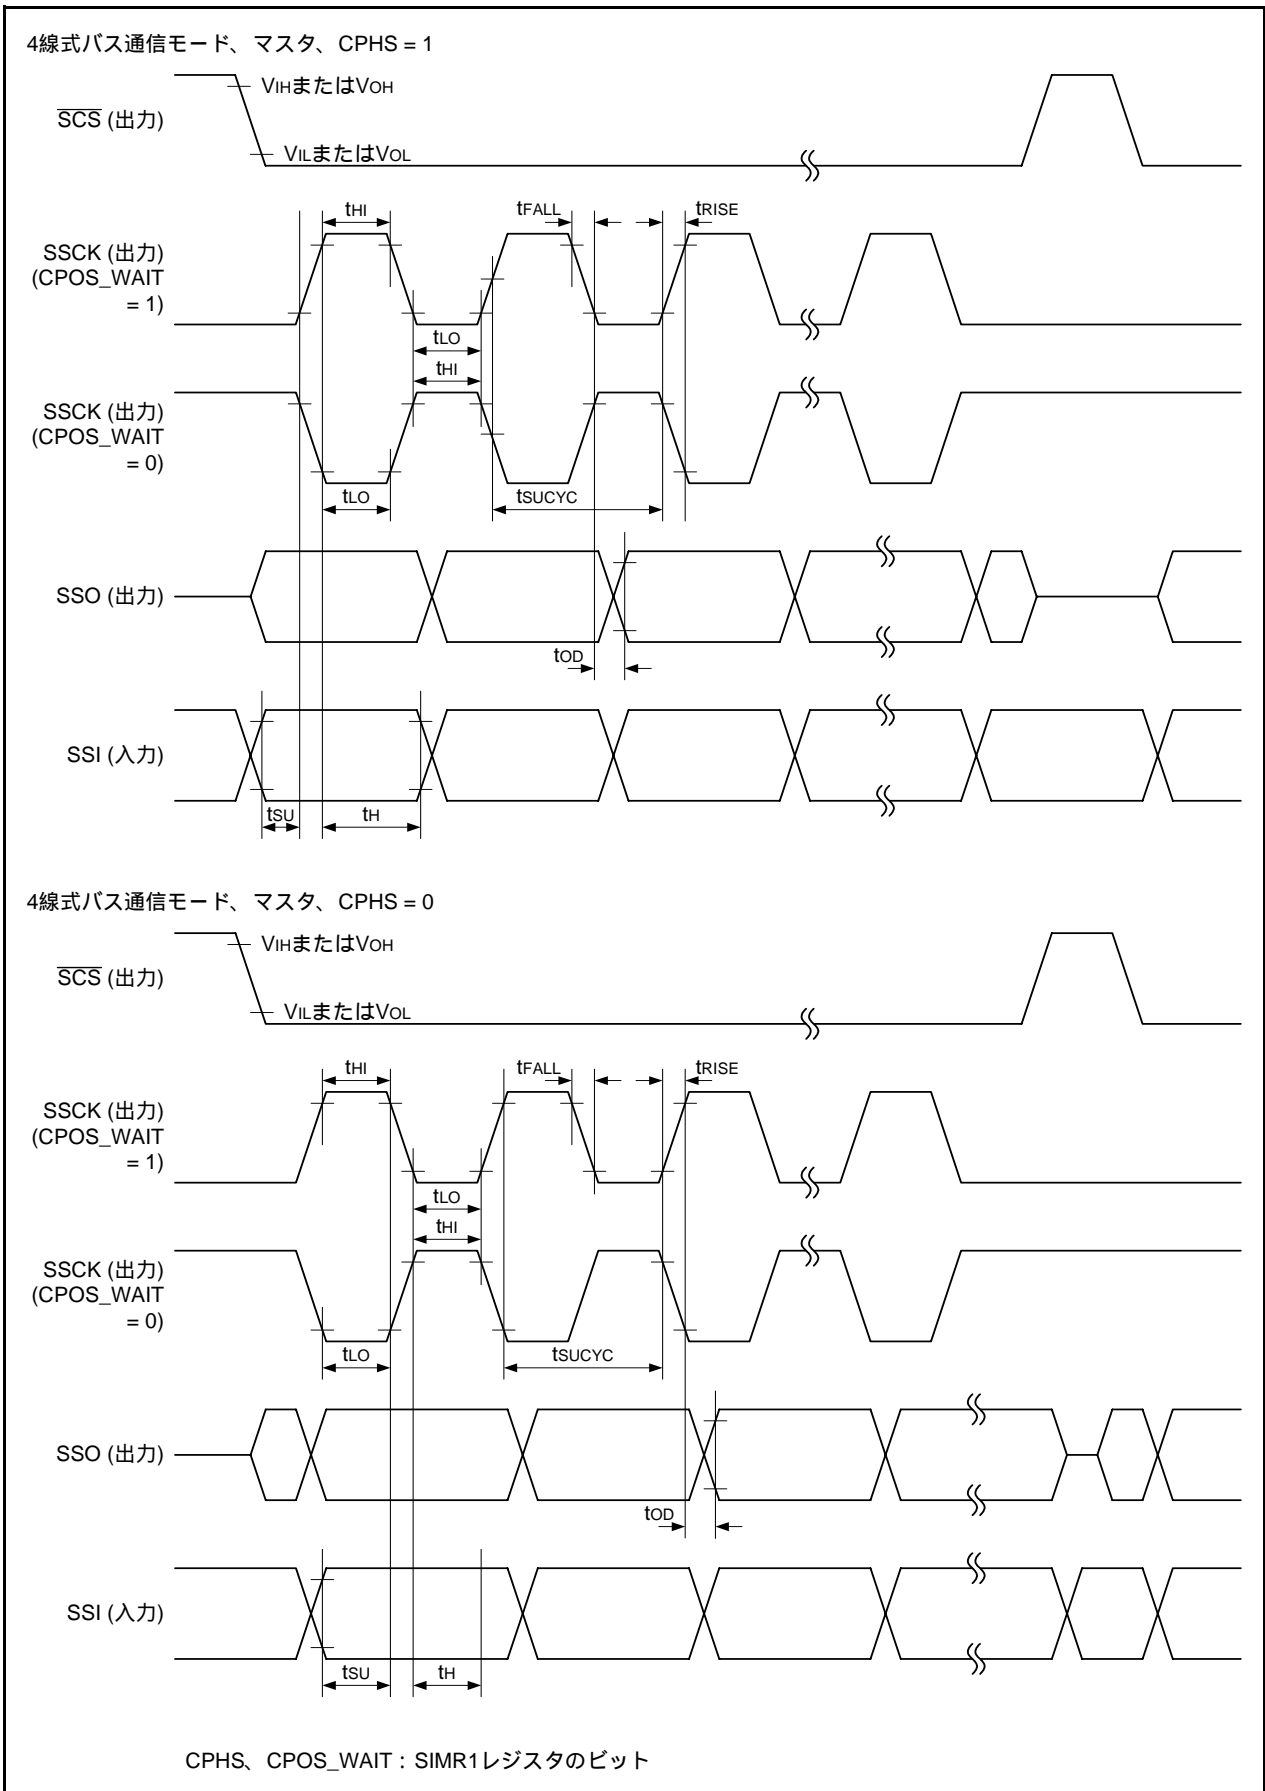 4線式バス通信モード、マスタ、CPHS = 1
VIHまたはVOH
SCS (出力)
VILまたはVOL
tHI
tFALL
tRISE
SSCK (出力)
(CPOS_WAIT
= 1)
tLO
tHI
SSCK (出力)
(CPOS_WAIT
= 0)
tLO
tSUCYC
SSO (出力)
tOD
SSI (入力)
tSU
tH
4線式バス通信モード、マスタ、CPHS = 0
VIHまたはVOH
SCS (出力)
VILまたはVOL
tHI
tFALL
tRISE
SSCK (出力)
(CPOS_WAIT
= 1)
tLO
tHI
SSCK (出力)
(CPOS_WAIT
= 0)
tLO
tSUCYC
SSO (出力)
tOD
SSI (入力)
tSU
tH
CPHS、CPOS_WAIT：SIMR1レジスタのビット